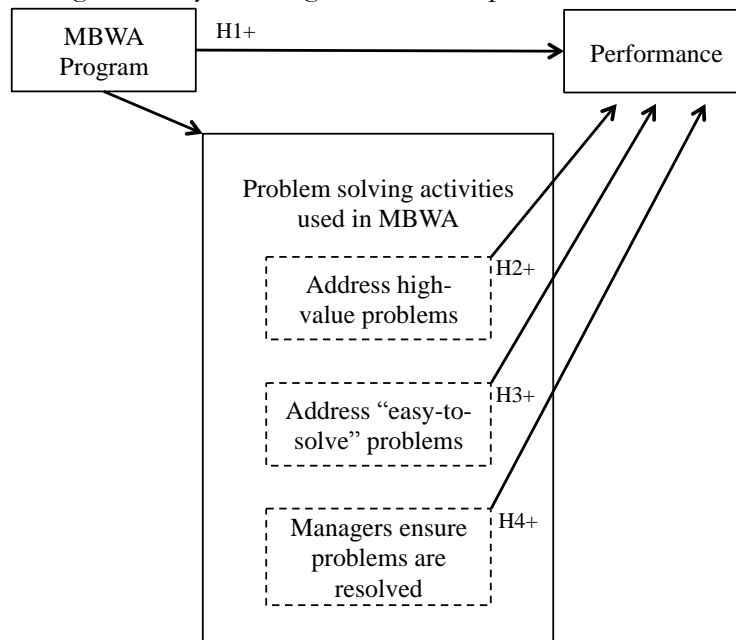 MBWA
Program
H1+
Performance
Problem solving activities
used in MBWA
Address high-
value problems
H2+
Address “easy-to-
solve” problems
H3+
Managers ensure
problems are
resolved
H4+